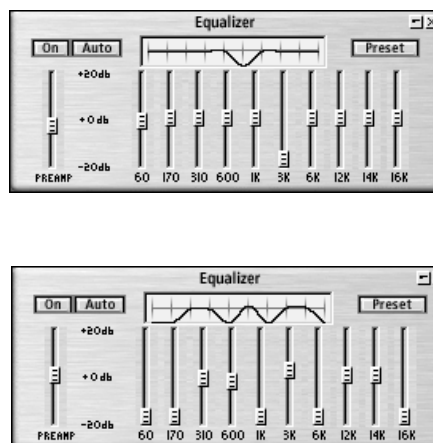 Equalizer
On Auto Preset
+20db
+0db
-20db
PREAMP 60 170 310 600 1K 3K 6K 12K 14K 16K
Equalizer
On Auto Preset
+20db
+0db
-20db
PREAMP 60 170 310 600 1K 3K 6K 12K 14K 16K